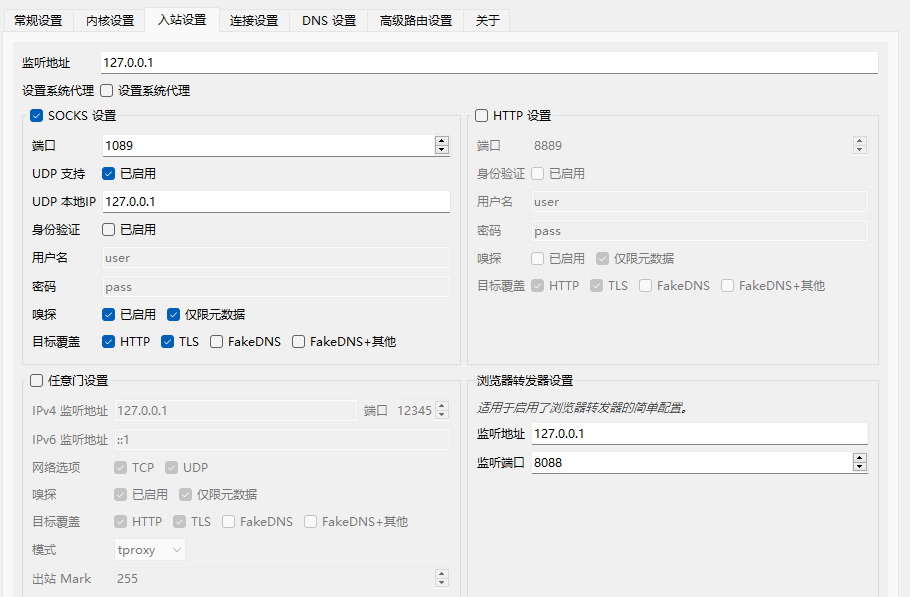 常规设置 内核设置 入站设置 连接设置 DNS 设置 高级路由设置 关于
监听地址 127.0.0.1
设置系统代理 设置系统代理
SOCKS 设置
端口 1089
UDP 支持 已启用
UDP 本地IP 127.0.0.1
身份验证 已启用
用户名 user
密码 pass
嗅探 已启用 仅限元数据
目标覆盖 HTTP TLS FakeDNS FakeDNS+其他
HTTP 设置
端口 8889
身份验证 已启用
用户名 user
密码 pass
嗅探 已启用 仅限元数据
目标覆盖 HTTP TLS FakeDNS FakeDNS+其他
任意门设置
IPv4 监听地址 127.0.0.1 端口 12345
IPv6 监听地址 ::1
网络选项 TCP UDP
嗅探 已启用 仅限元数据
目标覆盖 HTTP TLS FakeDNS FakeDNS+其他
模式 tproxy
出站 Mark 255
浏览器转发器设置
适用于启用了浏览器转发器的简单配置。
监听地址 127.0.0.1
监听端口 8088